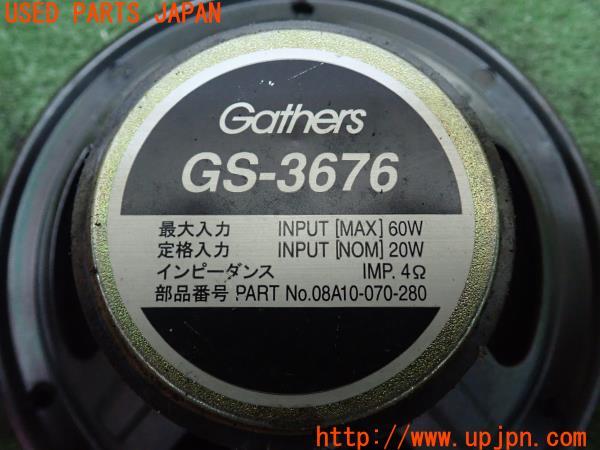 USED PARTS JAPAN
Gathers
GS-3676
最大入力 INPUT [MAX] 60W
定格入力 INPUT [NOM] 20W
インピーダンス IMP. 4Ω
部品番号 PART No.08A10-070-280
http://www.upjpn.com/